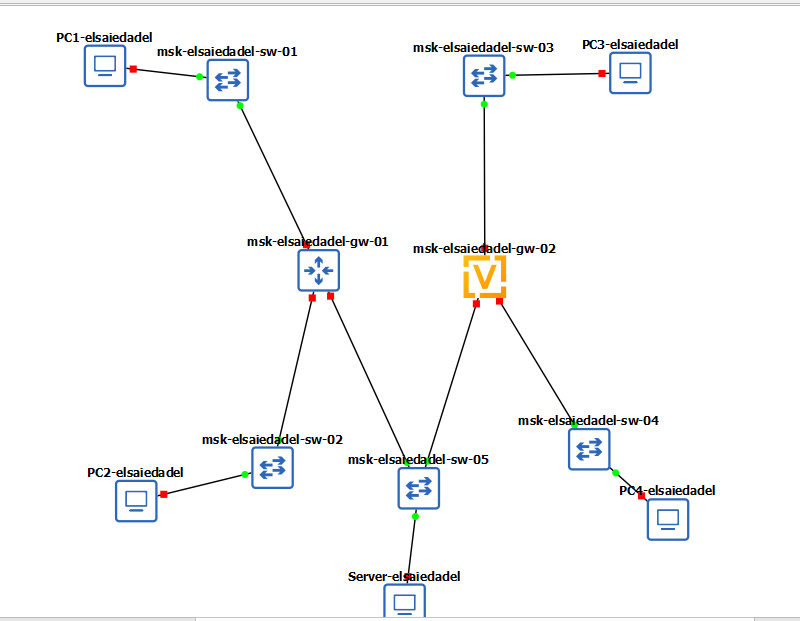 PC1-elsaiedadel
msk-elsaiedadel-sw-01
msk-elsaiedadel-sw-03
PC3-elsaiedadel
msk-elsaiedadel-gw-01
msk-elsaiedadel-gw-02
V
msk-elsaiedadel-sw-02
msk-elsaiedadel-sw-05
msk-elsaiedadel-sw-04
PC2-elsaiedadel
PC4-elsaiedadel
Server-elsaiedadel